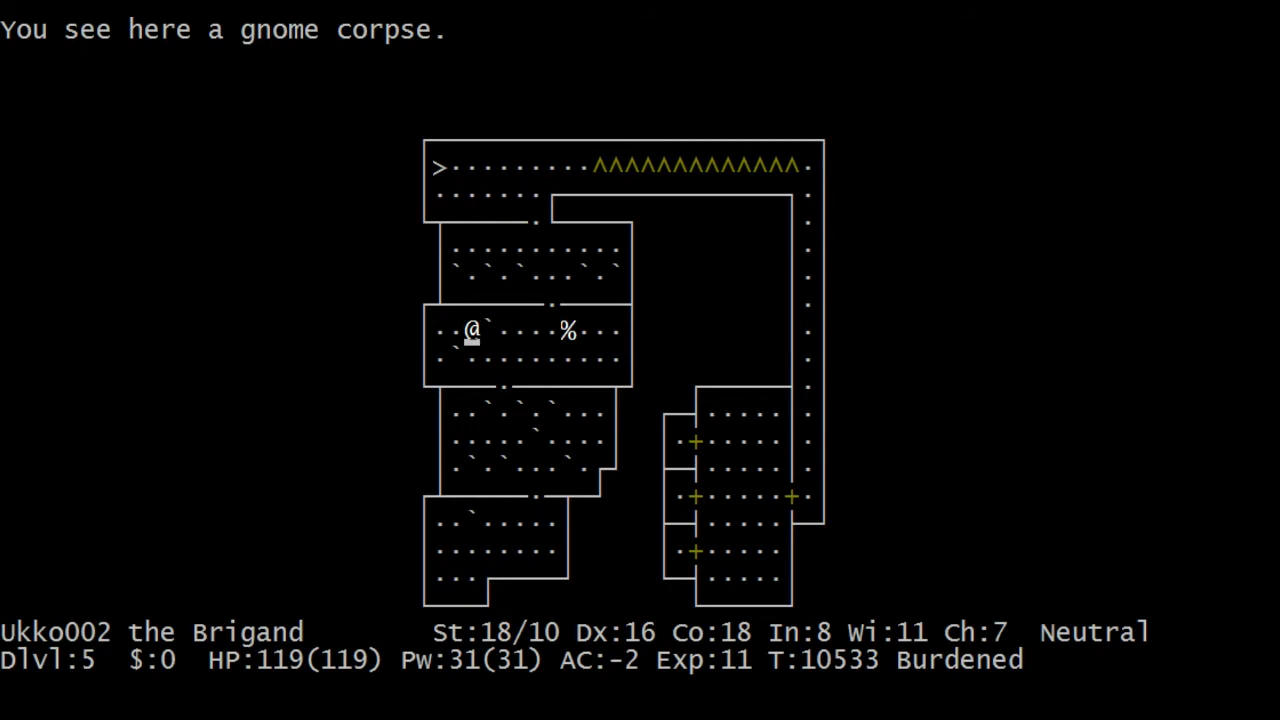 You see here a gnome corpse.
>.........^^^^^^^^^^^^^.
....... .
. .
........... .
`.`.`...`.` .
. .
..@`....%... .
.`.......... .
. .
..`.`.`... ..... .
.....`.... .+..... .
.`.`...`. ..... .
. .+.....+.
..`..... .....
........ .+.....
... .....
Ukko002 the Brigand St:18/10 Dx:16 Co:18 In:8 Wi:11 Ch:7 Neutral
Dlvl:5 $:0 HP:119(119) Pw:31(31) AC:-2 Exp:11 T:10533 Burdened